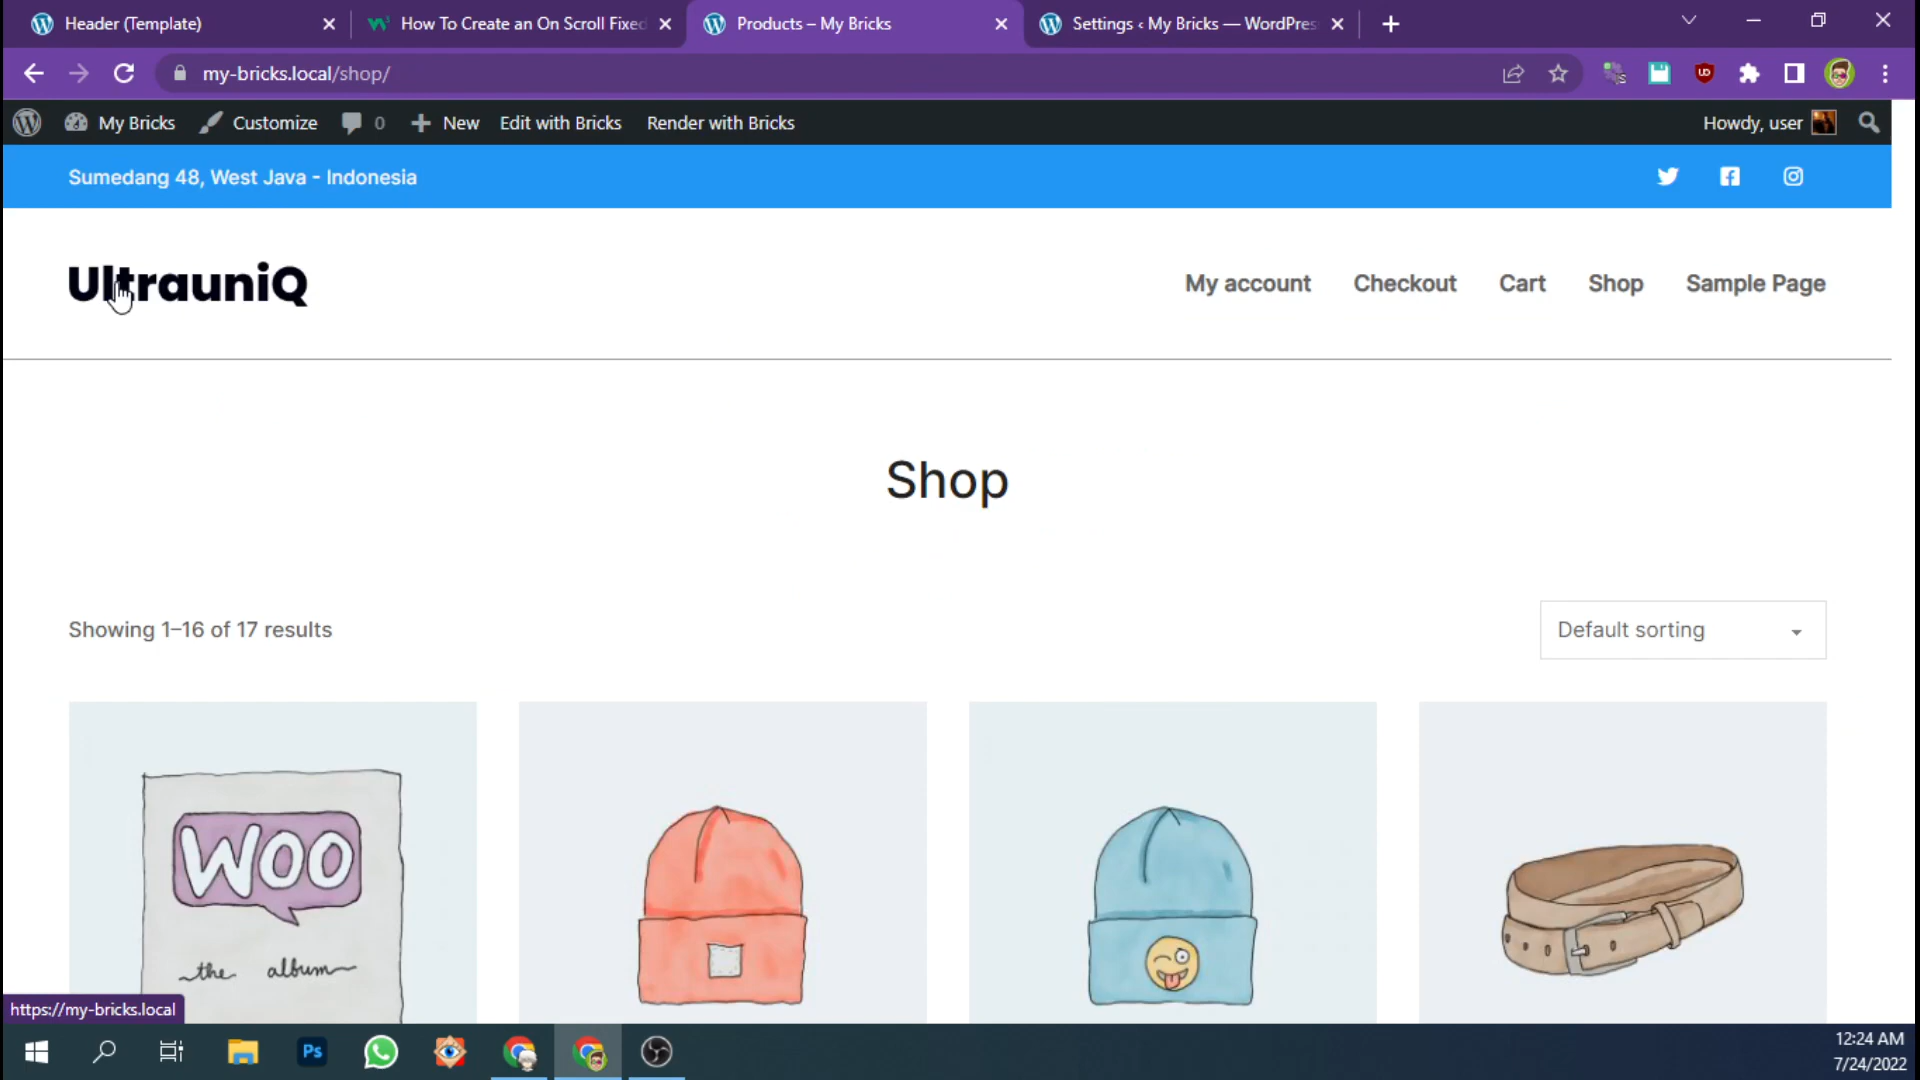 Header (Template)
How To Create an On Scroll Fixed
Products – My Bricks
Settings ‹ My Bricks — WordPres
my-bricks.local/shop/
My Bricks
Customize
0
New
Edit with Bricks
Render with Bricks
Howdy, user
Sumedang 48, West Java - Indonesia
UltrauniQ
My account
Checkout
Cart
Shop
Sample Page
Shop
Showing 1–16 of 17 results
Default sorting
WOO
the album
https://my-bricks.local
Ps
12:24 AM
7/24/2022